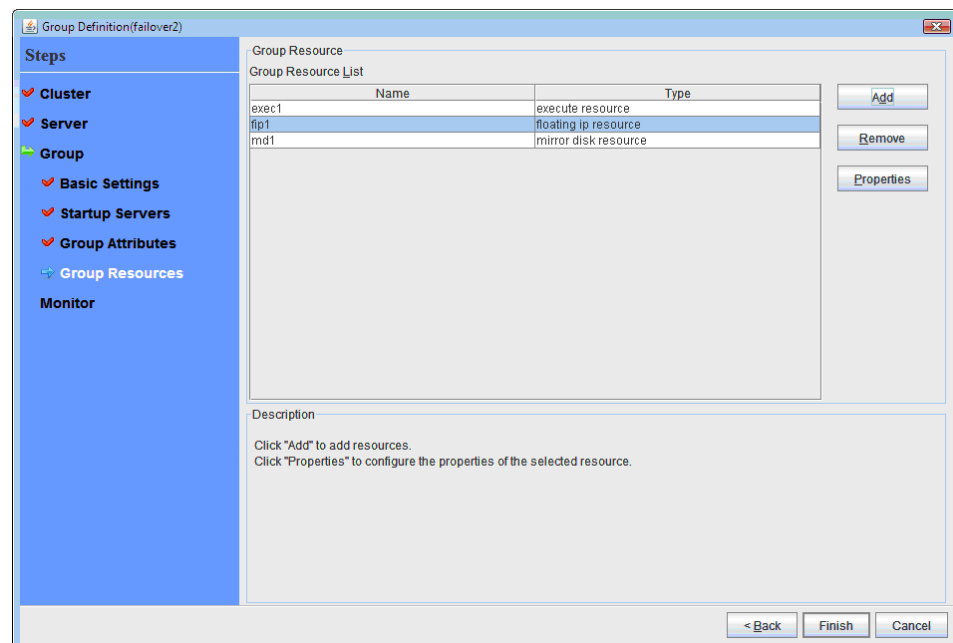 Group Definition(failover2)
Steps
Cluster
Server
Group
Basic Settings
Startup Servers
Group Attributes
Group Resources
Monitor
Group Resource
Group Resource List
Name Type
exec1 execute resource
fip1 floating ip resource
md1 mirror disk resource
Add
Remove
Properties
Description
Click "Add" to add resources.
Click "Properties" to configure the properties of the selected resource.
< Back Finish Cancel